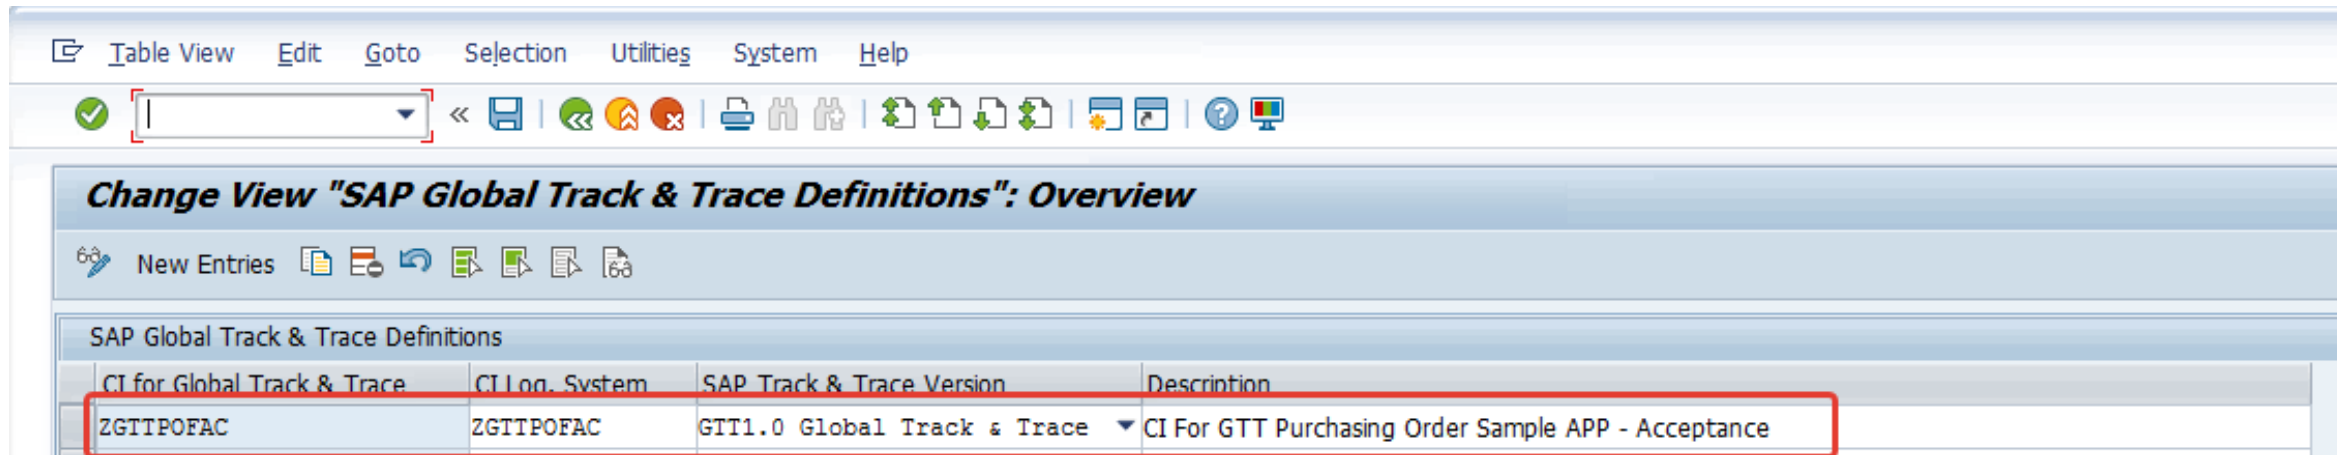 Table View Edit Goto Selection Utilities System Help
Change View "SAP Global Track & Trace Definitions": Overview
New Entries
SAP Global Track & Trace Definitions
CI for Global Track & Trace CI Log. System SAP Track & Trace Version Description
ZGTTPOFAC ZGTTPOFAC GTT1.0 Global Track & Trace CI For GTT Purchasing Order Sample APP - Acceptance